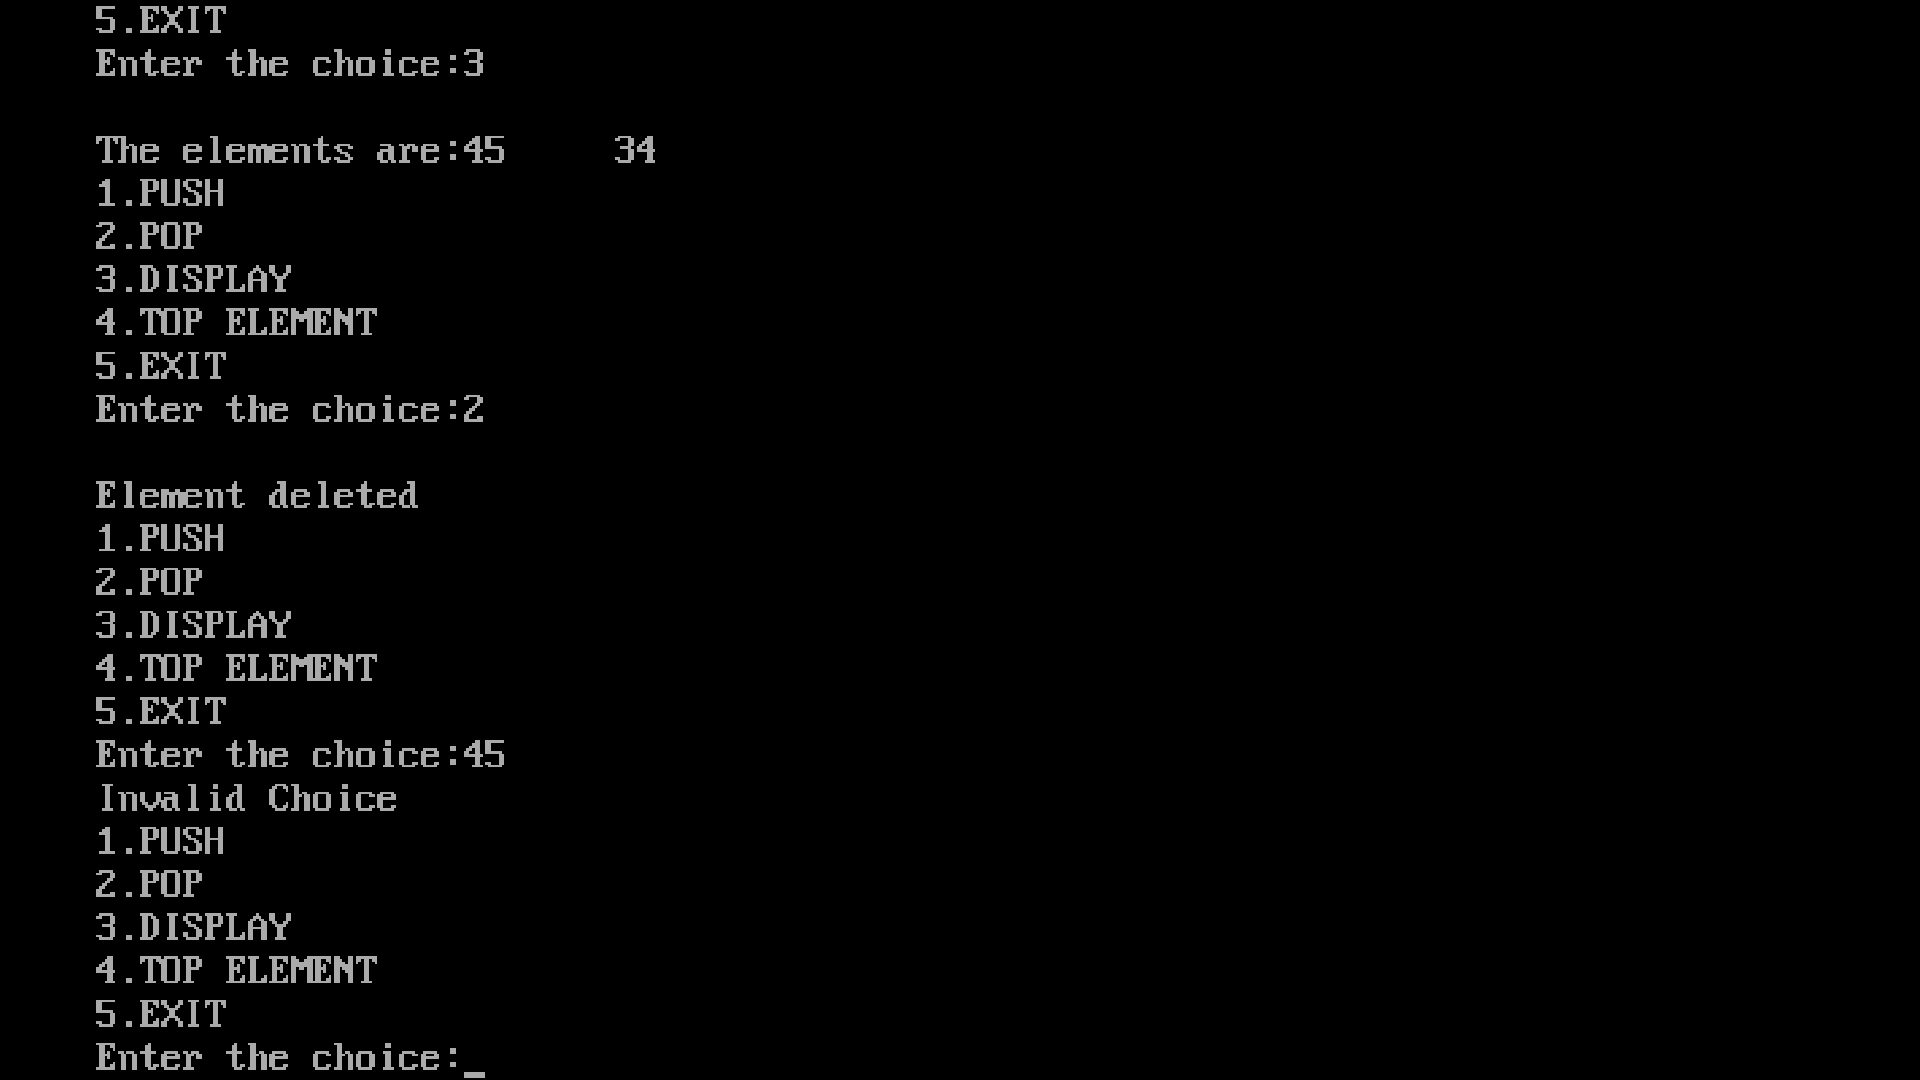 5.EXIT
Enter the choice:3
The elements are:45     34
1.PUSH
2.POP
3.DISPLAY
4.TOP ELEMENT
5.EXIT
Enter the choice:2
Element deleted
1.PUSH
2.POP
3.DISPLAY
4.TOP ELEMENT
5.EXIT
Enter the choice:45
Invalid Choice
1.PUSH
2.POP
3.DISPLAY
4.TOP ELEMENT
5.EXIT
Enter the choice:_